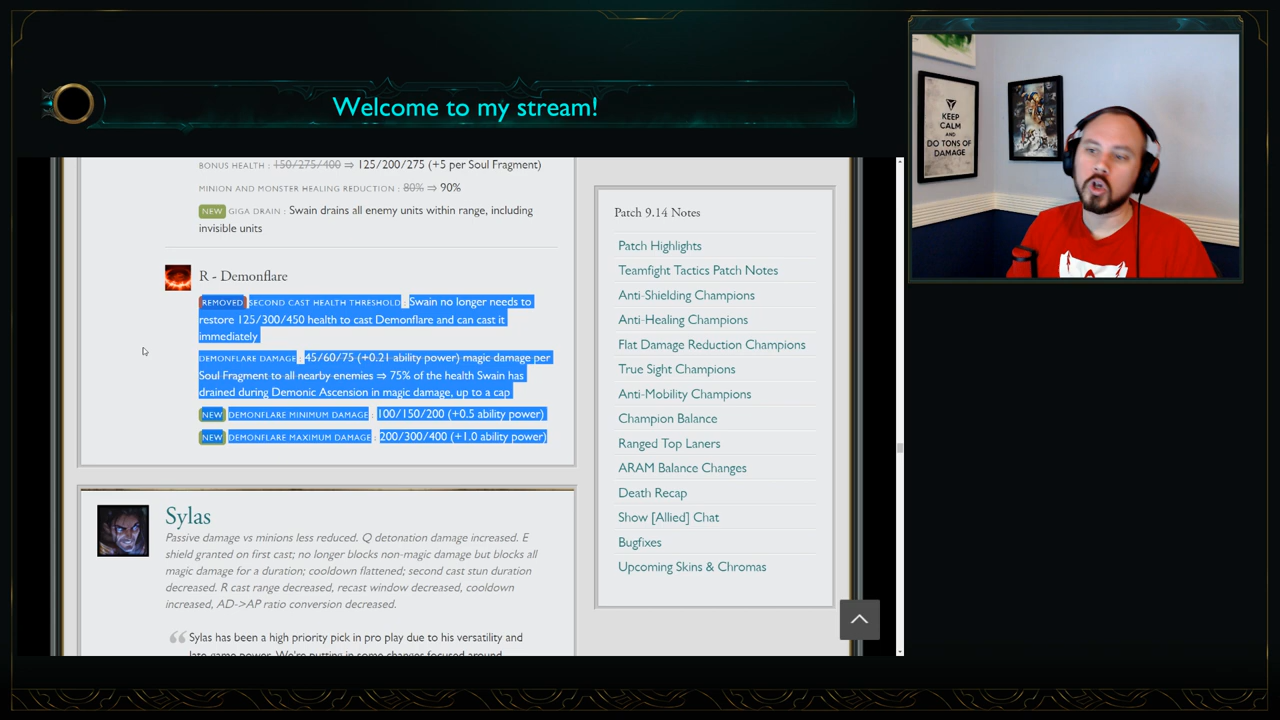 Welcome to my stream!
BONUS HEALTH : 150/275/400 ⇒ 125/200/275 (+5 per Soul Fragment)
MINION AND MONSTER HEALING REDUCTION : 80% ⇒ 90%
NEW GIGA DRAIN : Swain drains all enemy units within range, including
invisible units
R - Demonflare
REMOVED SECOND CAST HEALTH THRESHOLD : Swain no longer needs to
restore 125/300/450 health to cast Demonflare and can cast it
immediately
DEMONFLARE DAMAGE : 45/60/75 (+0.21 ability power) magic damage per
Soul Fragment to all nearby enemies ⇒ 75% of the health Swain has
drained during Demonic Ascension in magic damage, up to a cap
NEW DEMONFLARE MINIMUM DAMAGE : 100/150/200 (+0.5 ability power)
NEW DEMONFLARE MAXIMUM DAMAGE : 200/300/400 (+1.0 ability power)
Sylas
Passive damage vs minions less reduced. Q detonation damage increased. E
shield granted on first cast; no longer blocks non-magic damage but blocks all
magic damage for a duration; cooldown flattened; second cast stun duration
decreased. R cast range decreased, recast window decreased, cooldown
increased, AD->AP ratio conversion decreased.
Sylas has been a high priority pick in pro play due to his versatility and
late game power. We're putting in some changes focused around
Patch 9.14 Notes
Patch Highlights
Teamfight Tactics Patch Notes
Anti-Shielding Champions
Anti-Healing Champions
Flat Damage Reduction Champions
True Sight Champions
Anti-Mobility Champions
Champion Balance
Ranged Top Laners
ARAM Balance Changes
Death Recap
Show [Allied] Chat
Bugfixes
Upcoming Skins & Chromas
KEEP
CALM
AND
DO TONS OF
DAMAGE